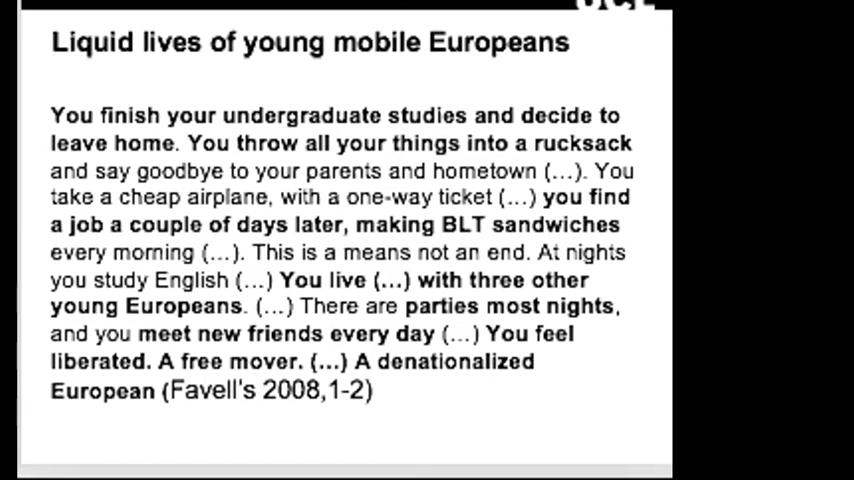 Liquid lives of young mobile Europeans
You finish your undergraduate studies and decide to
leave home. You throw all your things into a rucksack
and say goodbye to your parents and hometown (...). You
take a cheap airplane, with a one-way ticket (...) you find
a job a couple of days later, making BLT sandwiches
every morning (...). This is a means not an end. At nights
you study English (...) You live (...) with three other
young Europeans. (...) There are parties most nights,
and you meet new friends every day (...) You feel
liberated. A free mover. (...) A denationalized
European (Favell's 2008,1-2)